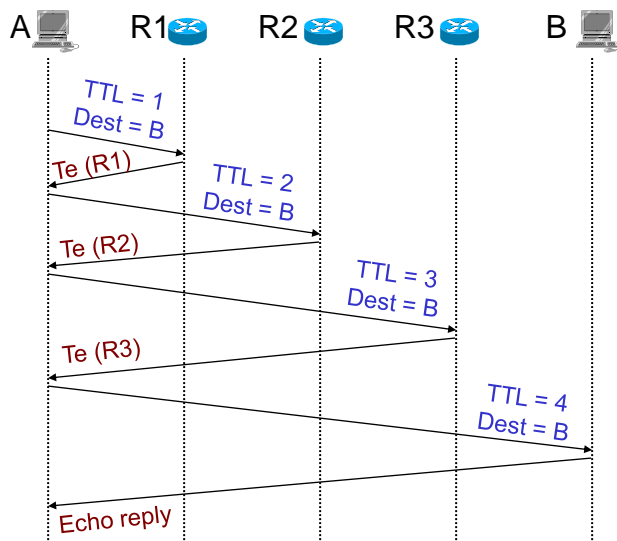 A R1 R2 R3 B
TTL = 1
Dest = B
Te (R1)
TTL = 2
Dest = B
Te (R2)
TTL = 3
Dest = B
Te (R3)
TTL = 4
Dest = B
Echo reply